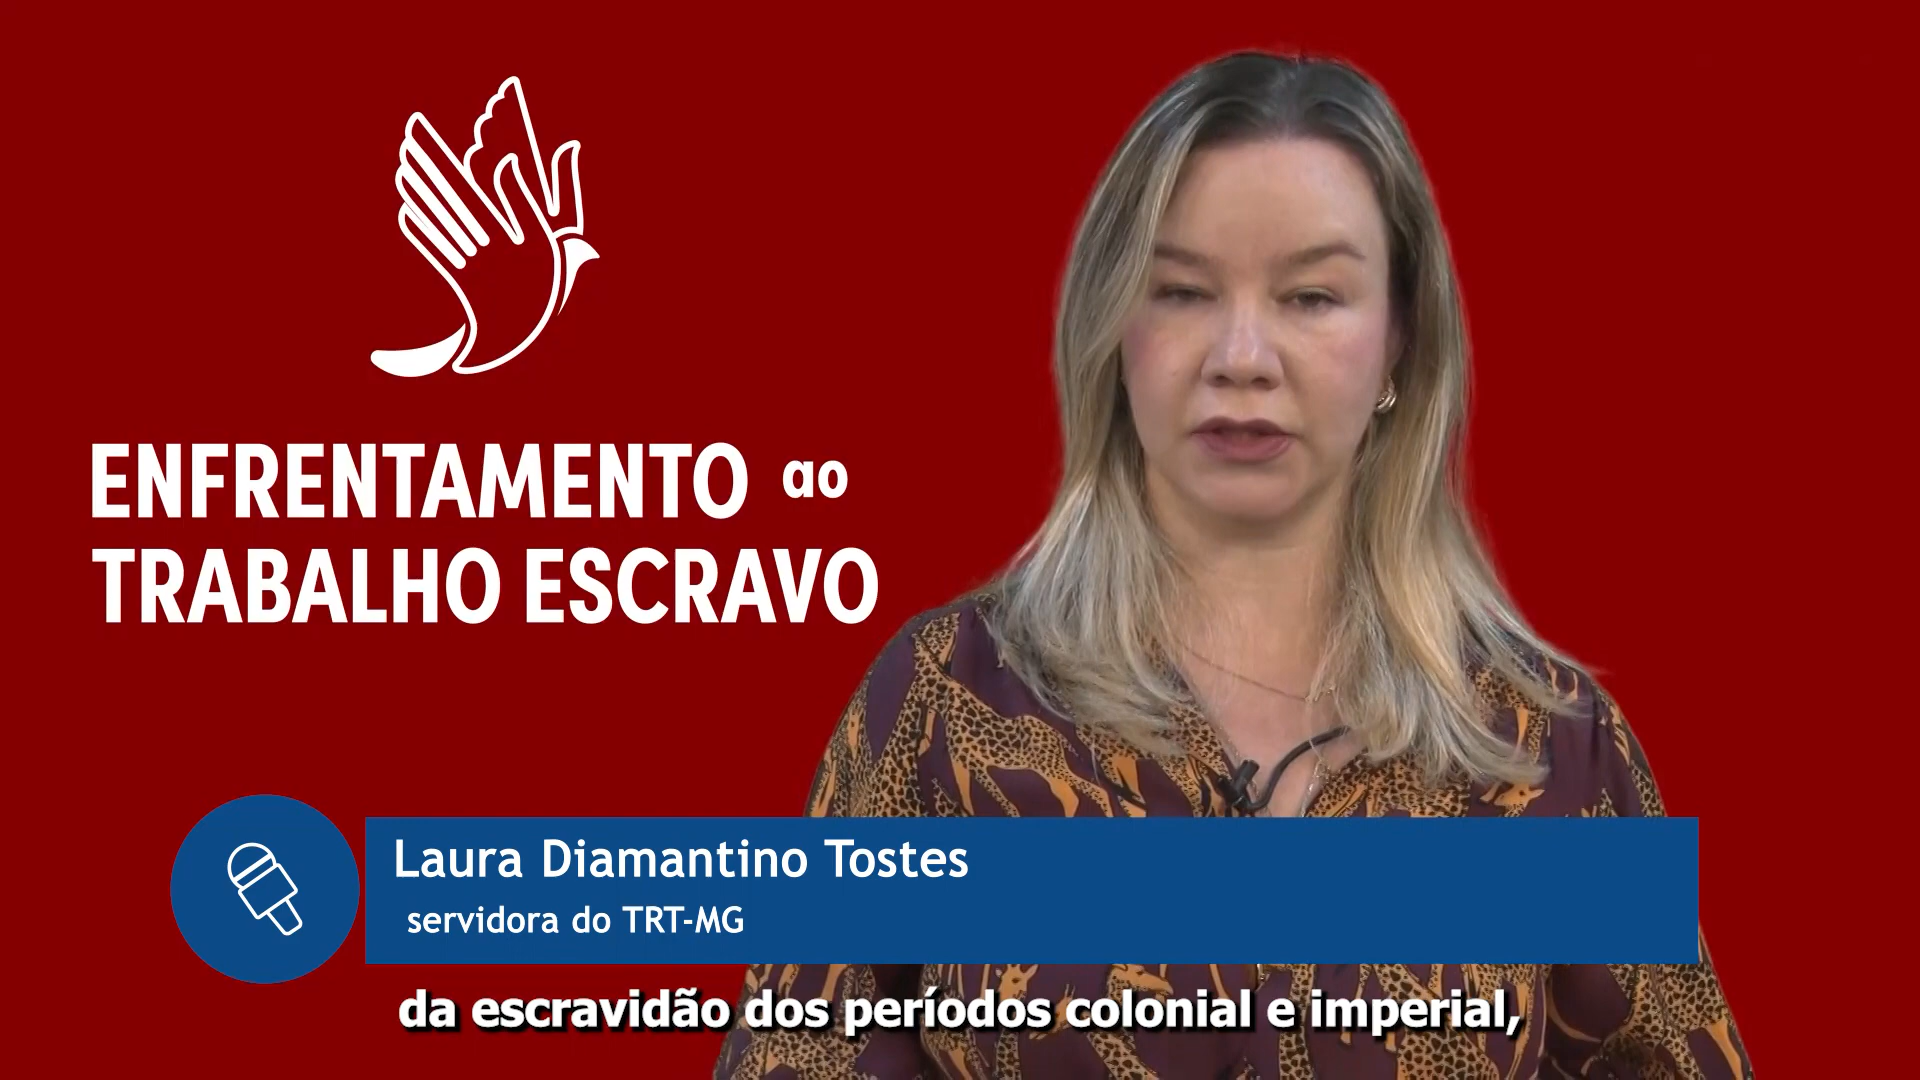 ENFRENTAMENTO ao
TRABALHO ESCRAVO
Laura Diamantino Tostes
servidora do TRT-MG
da escravidão dos períodos colonial e imperial,